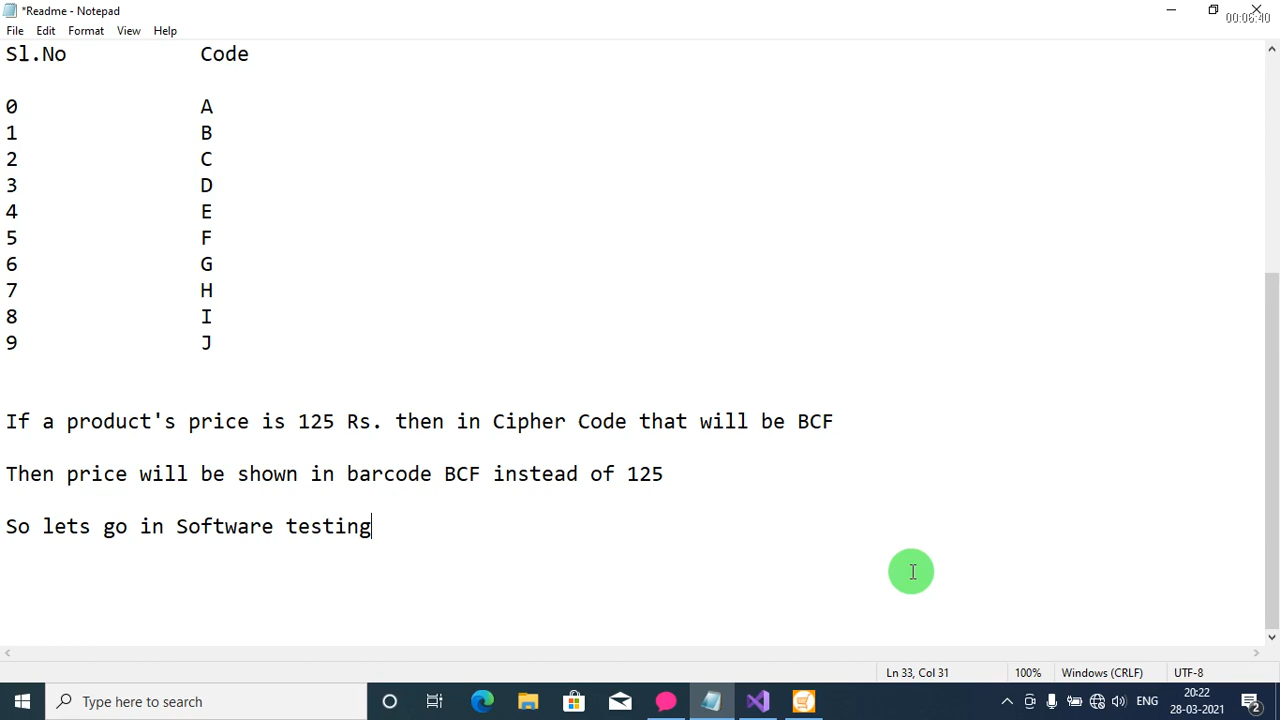 *Readme - Notepad
00:06:40
File Edit Format View Help
Sl.No Code
0 A
1 B
2 C
3 D
4 E
5 F
6 G
7 H
8 I
9 J
If a product's price is 125 Rs. then in Cipher Code that will be BCF
Then price will be shown in barcode BCF instead of 125
So lets go in Software testing
Ln 33, Col 31 100% Windows (CRLF) UTF-8
Type here to search
ENG
20:22
28-03-2021
2